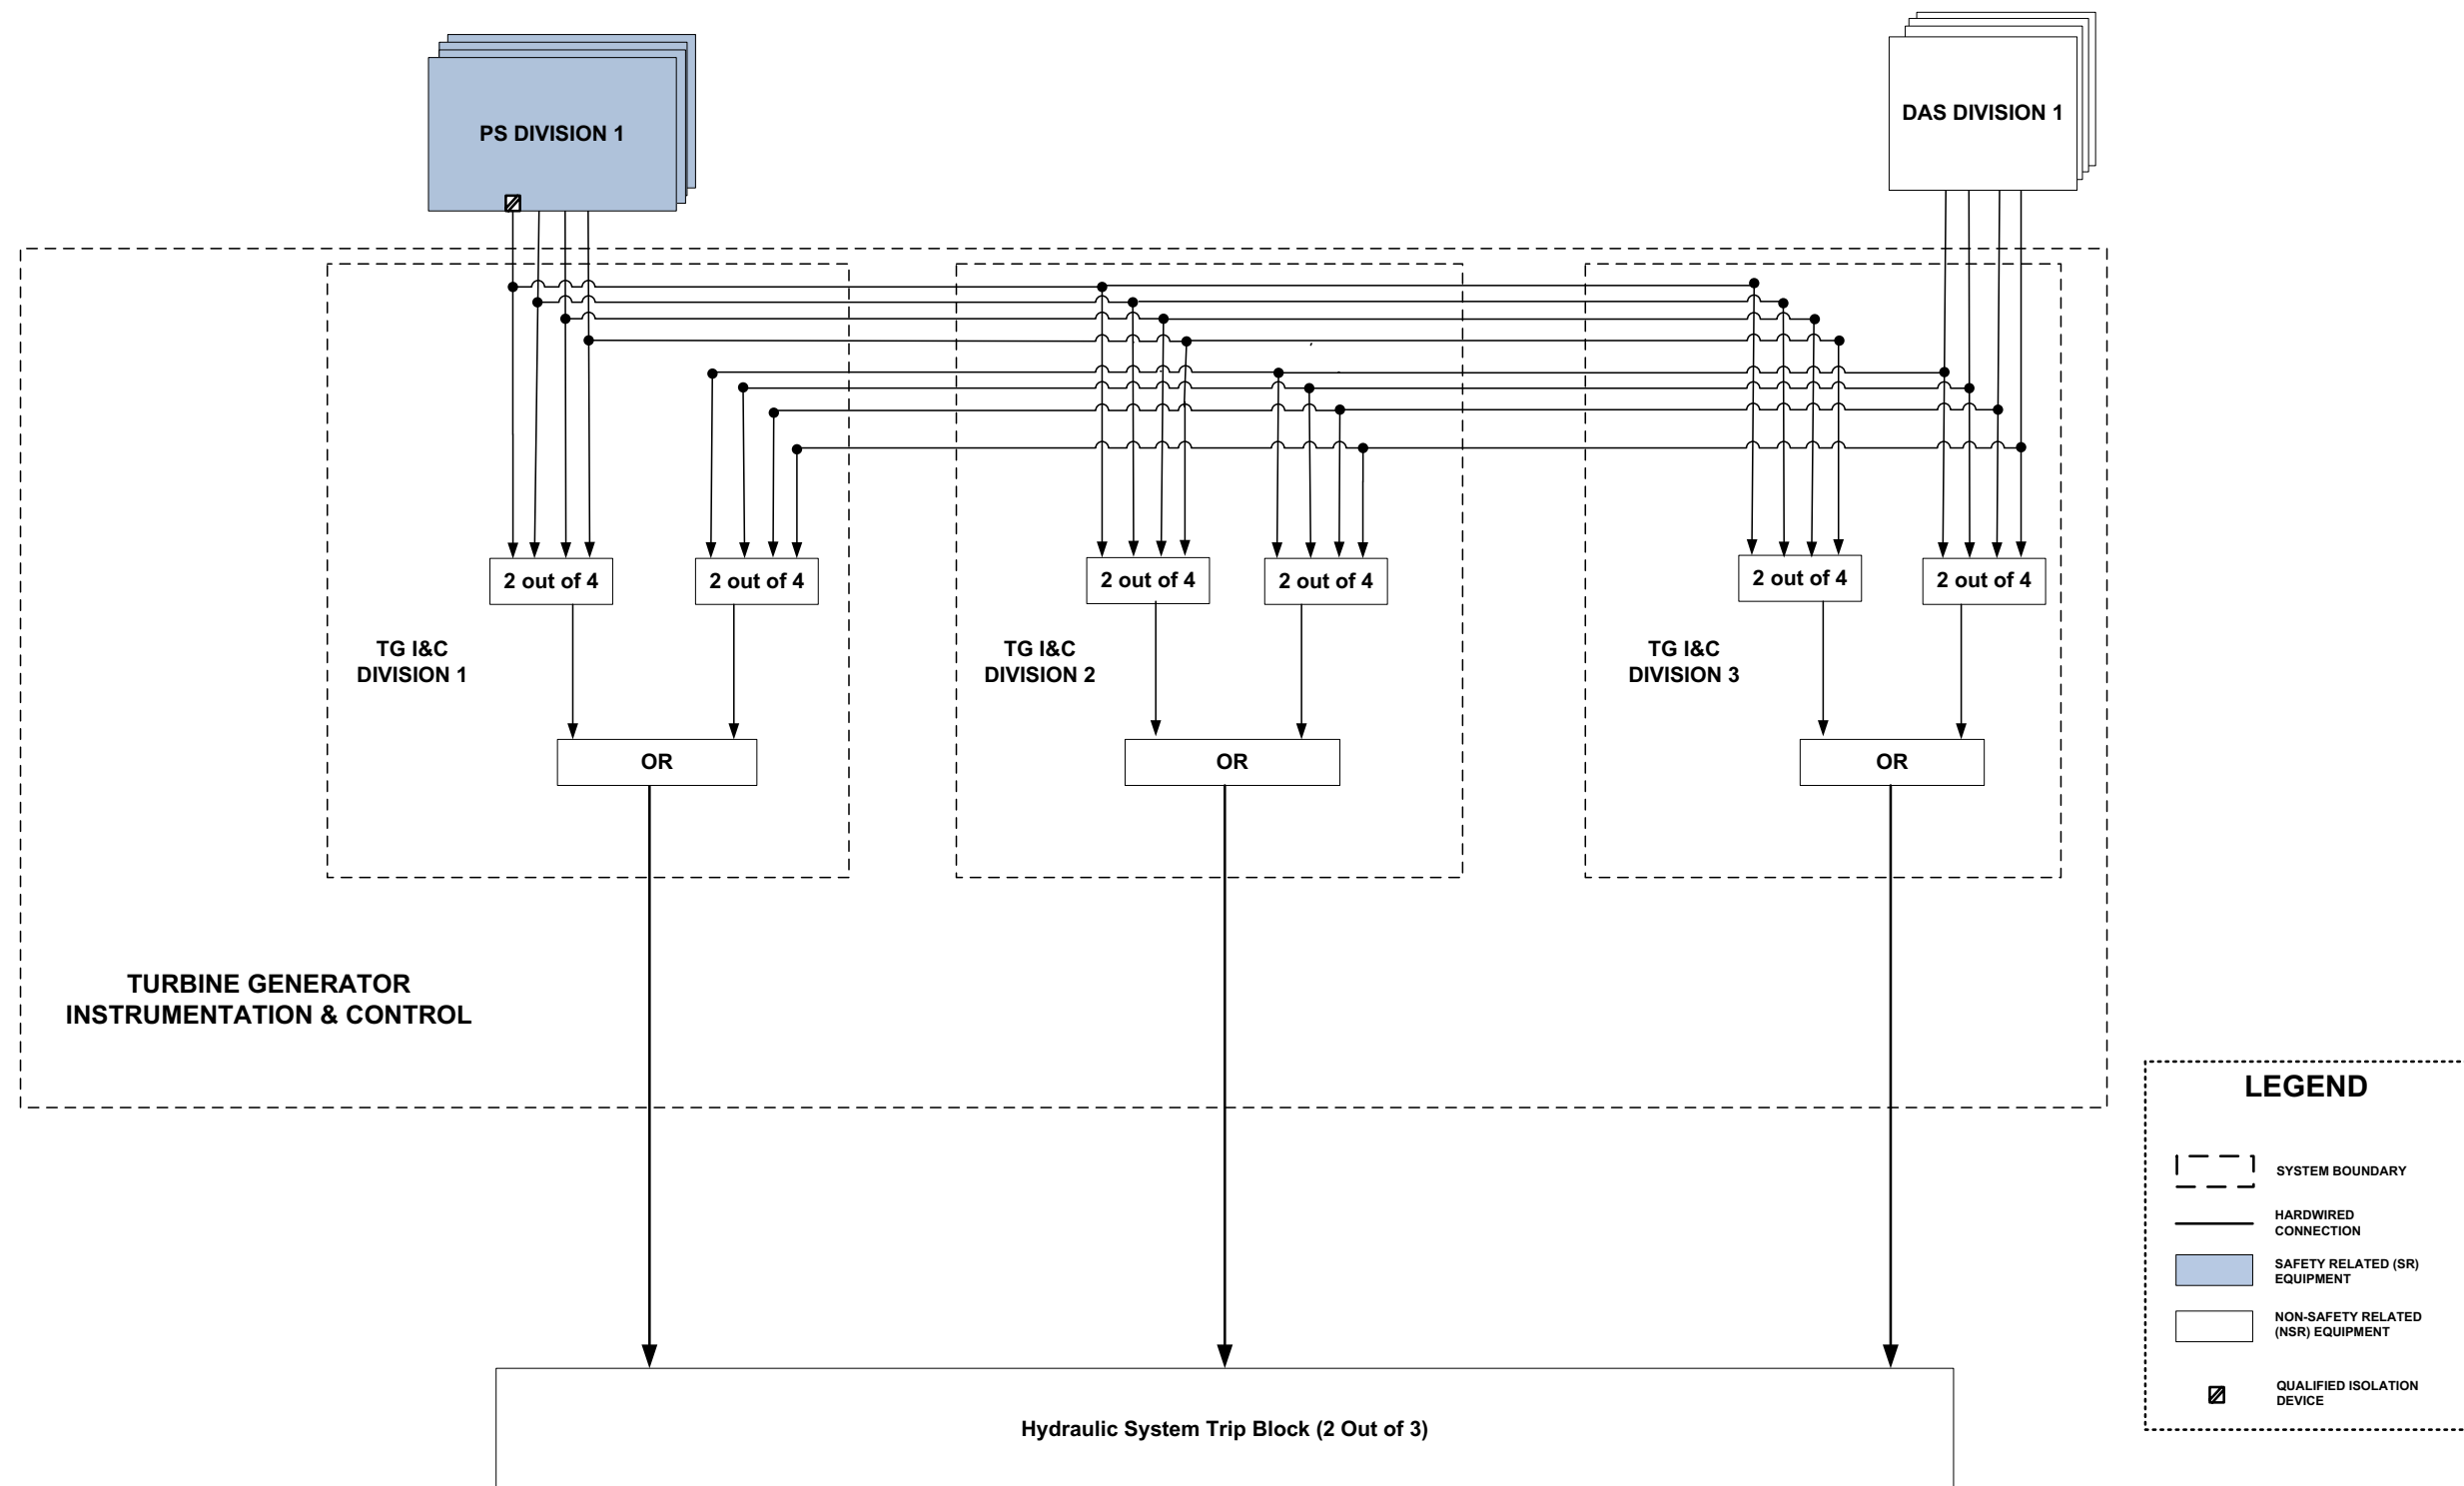 PS DIVISION 1
DAS DIVISION 1
2 out of 4
2 out of 4
2 out of 4
2 out of 4
2 out of 4
2 out of 4
TG I&C
DIVISION 1
TG I&C
DIVISION 2
TG I&C
DIVISION 3
OR
OR
OR
TURBINE GENERATOR
INSTRUMENTATION & CONTROL
LEGEND
SYSTEM BOUNDARY
HARDWIRED
CONNECTION
SAFETY RELATED (SR)
EQUIPMENT
NON-SAFETY RELATED
(NSR) EQUIPMENT
QUALIFIED ISOLATION
DEVICE
Hydraulic System Trip Block (2 Out of 3)